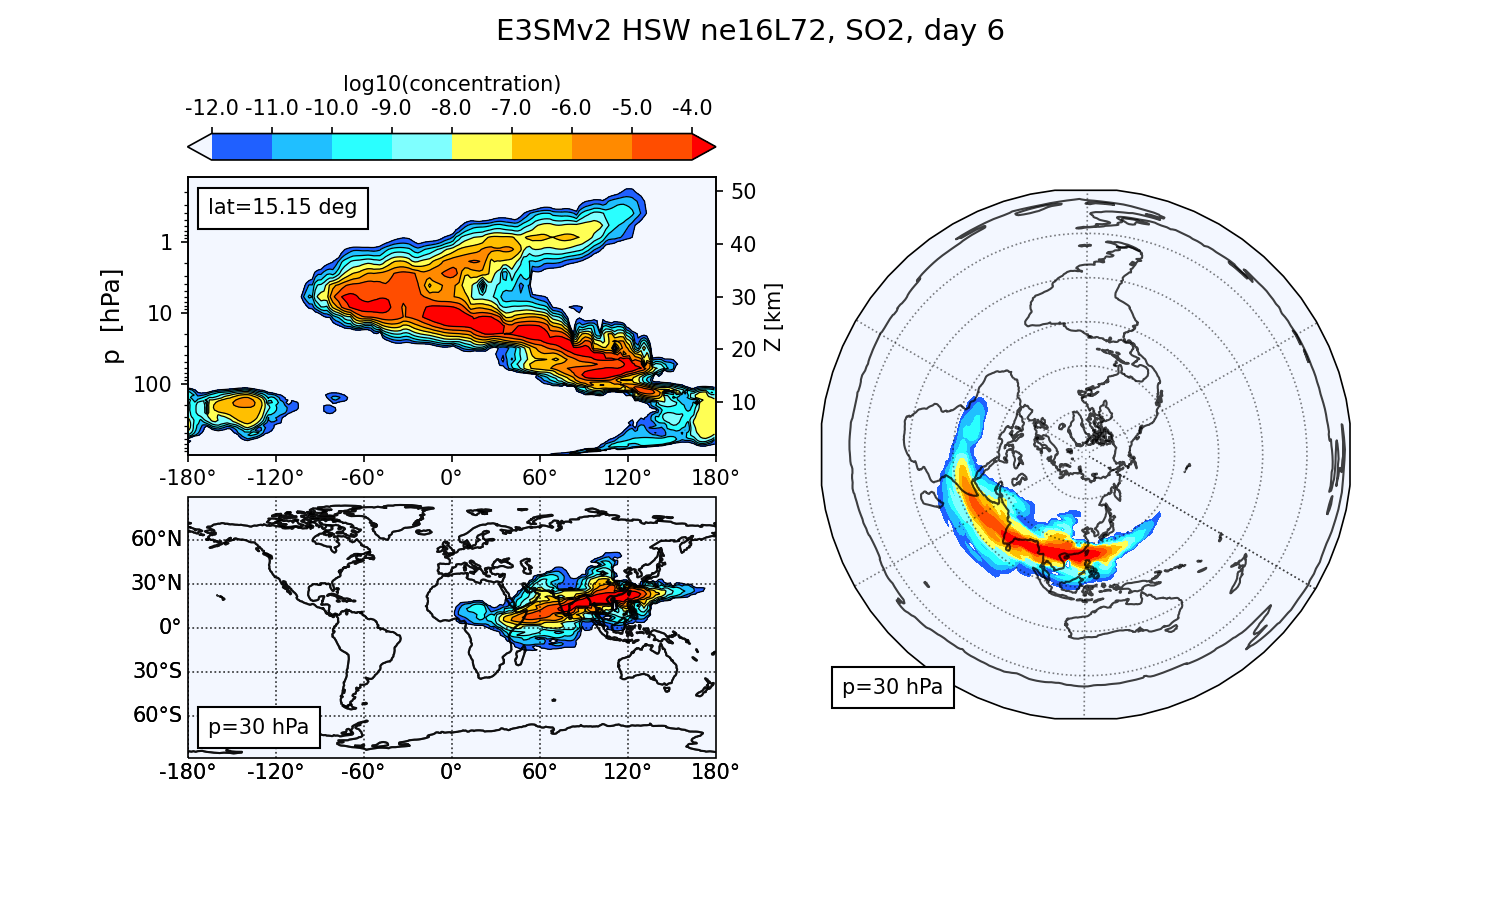 E3SMv2 HSW ne16L72, SO2, day 6
log10(concentration)
-12.0 -11.0 -10.0 -9.0 -8.0 -7.0 -6.0 -5.0 -4.0
lat=15.15 deg
p [hPa]
1
10
100
50
40
30
20
10
Z [km]
-180° -120° -60° 0° 60° 120° 180°
60°N
30°N
0°
30°S
60°S
p=30 hPa
-180° -120° -60° 0° 60° 120° 180°
p=30 hPa